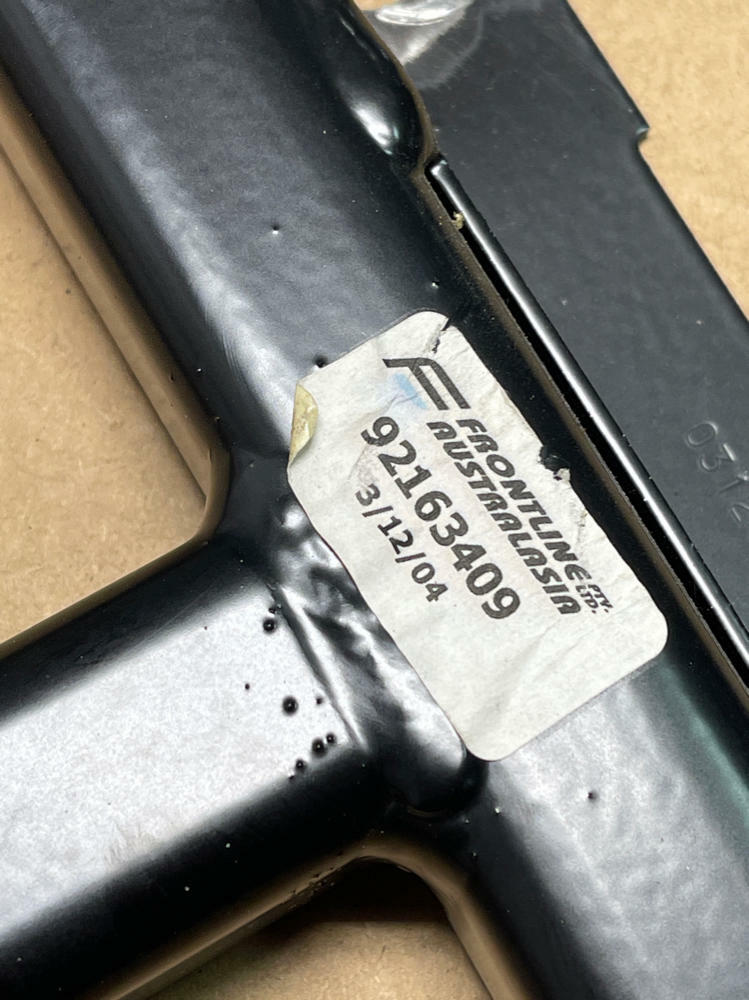 FRONTLINE PTY.
AUSTRALASIA LTD.
92163409
3/12/04
0312